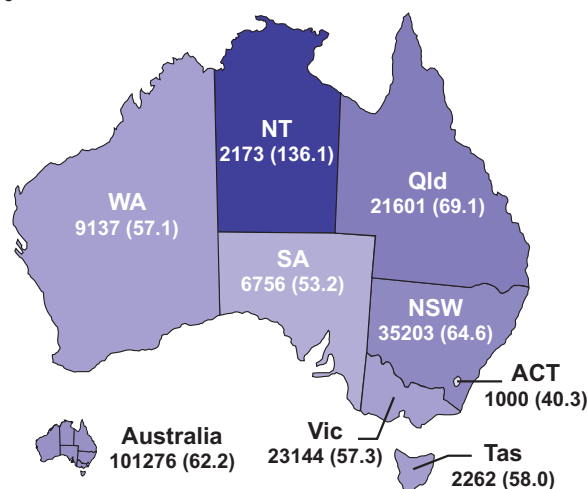 NT
2173 (136.1)
Qld
21601 (69.1)
WA
9137 (57.1)
SA
6756 (53.2)
NSW
35203 (64.6)
ACT
1000 (40.3)
Vic
23144 (57.3)
Tas
2262 (58.0)
Australia
101276 (62.2)